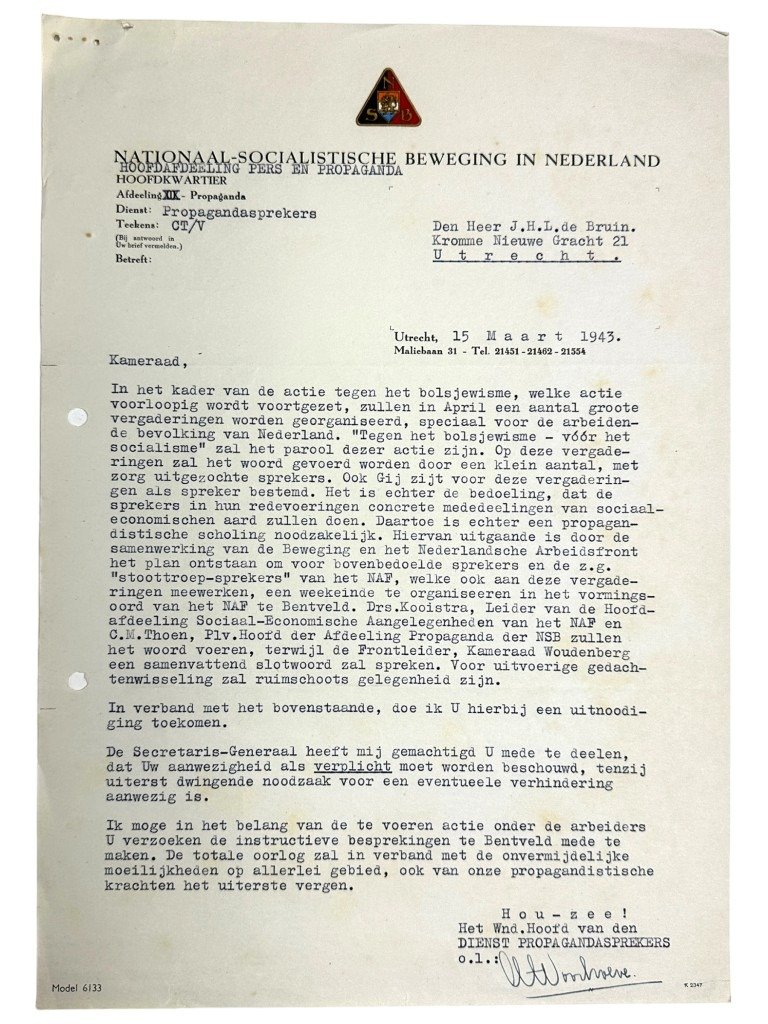 N
S B
NATIONAAL-SOCIALISTISCHE BEWEGING IN NEDERLAND
HOOFDAFDEELING PERS EN PROPAGANDA
HOOFDKWARTIER
Afdeeling XIX - Propaganda
Dienst: Propagandasprekers
Teekens: CT/V
(Bij antwoord in
Uw brief vermelden.)
Betreft:
Den Heer J.H.L.de Bruin.
Kromme Nieuwe Gracht 21
U t r e c h t .
Utrecht, 15 M a a r t 1943.
Maliebaan 31 - Tel. 21451-21462-21554
Kameraad,
In het kader van de actie tegen het bolsjewisme, welke actie
voorloopig wordt voortgezet, zullen in April een aantal groote
vergaderingen worden georganiseerd, speciaal voor de arbeiden-
de bevolking van Nederland. "Tegen het bolsjewisme - vóór het
socialisme" zal het parool dezer actie zijn. Op deze vergade-
ringen zal het woord gevoerd worden door een klein aantal, met
zorg uitgezochte sprekers. Ook Gij zijt voor deze vergaderin-
gen als spreker bestemd. Het is echter de bedoeling, dat de
sprekers in hun redevoeringen concrete mededeelingen van sociaal-
economischen aard zullen doen. Daartoe is echter een propagan-
distische scholing noodzakelijk. Hiervan uitgaande is door de
samenwerking van de Beweging en het Nederlandsche Arbeidsfront
het plan ontstaan om voor bovenbedoelde sprekers en de z.g.
"stoottroep-sprekers" van het NAF, welke ook aan deze vergade-
ringen meewerken, een weekeinde te organiseeren in het vormings-
oord van het NAF te Bentveld. Drs.Kooistra, Leider van de Hoofd-
afdeeling Sociaal-Economische Aangelegenheden van het NAF en
C.M.Thoen, Plv.Hoofd der Afdeeling Propaganda der NSB zullen
het woord voeren, terwijl de Frontleider, Kameraad Woudenberg
een samenvattend slotwoord zal spreken. Voor uitvoerige gedach-
tenwisseling zal ruimschoots gelegenheid zijn.
In verband met het bovenstaande, doe ik U hierbij een uitnoodi-
ging toekomen.
De Secretaris-Generaal heeft mij gemachtigd U mede te deelen,
dat Uw aanwezigheid als verplicht moet worden beschouwd, tenzij
uiterst dwingende noodzaak voor een eventueele verhindering
aanwezig is.
Ik moge in het belang van de te voeren actie onder de arbeiders
U verzoeken de instructieve besprekingen te Bentveld mede te
maken. De totale oorlog zal in verband met de onvermijdelijke
moeilijkheden op allerlei gebied, ook van onze propagandistische
krachten het uiterste vergen.
H o u - z e e !
Het Wnd.Hoofd van den
DIENST PROPAGANDASPREKERS
o.l.:
Model 6133
K 2347